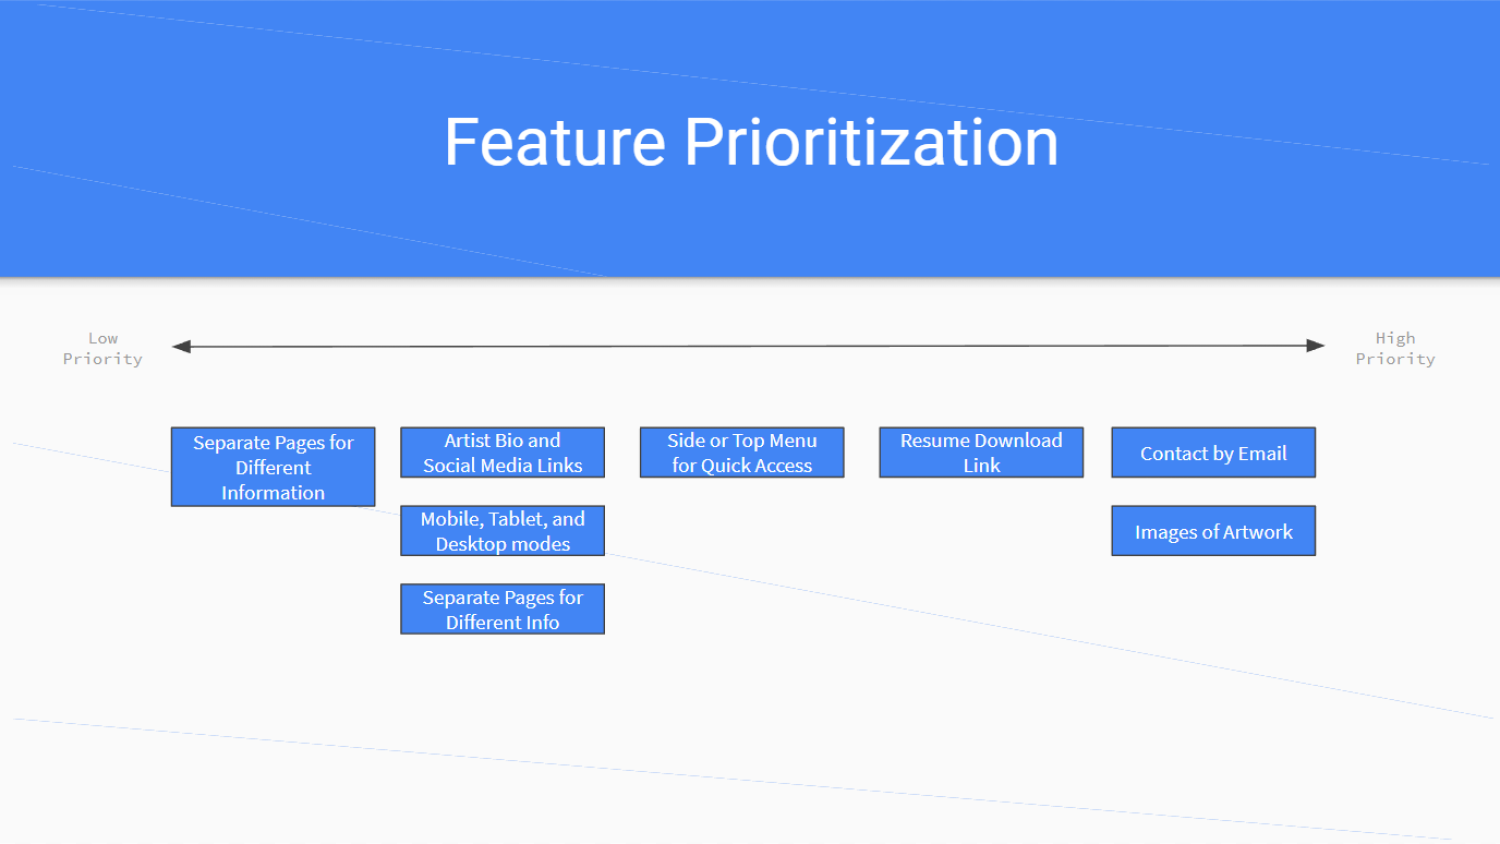 Feature Prioritization
Low
Priority
High
Priority
Separate Pages for
Different
Information
Artist Bio and
Social Media Links
Side or Top Menu
for Quick Access
Resume Download
Link
Contact by Email
Mobile, Tablet, and
Desktop modes
Images of Artwork
Separate Pages for
Different Info